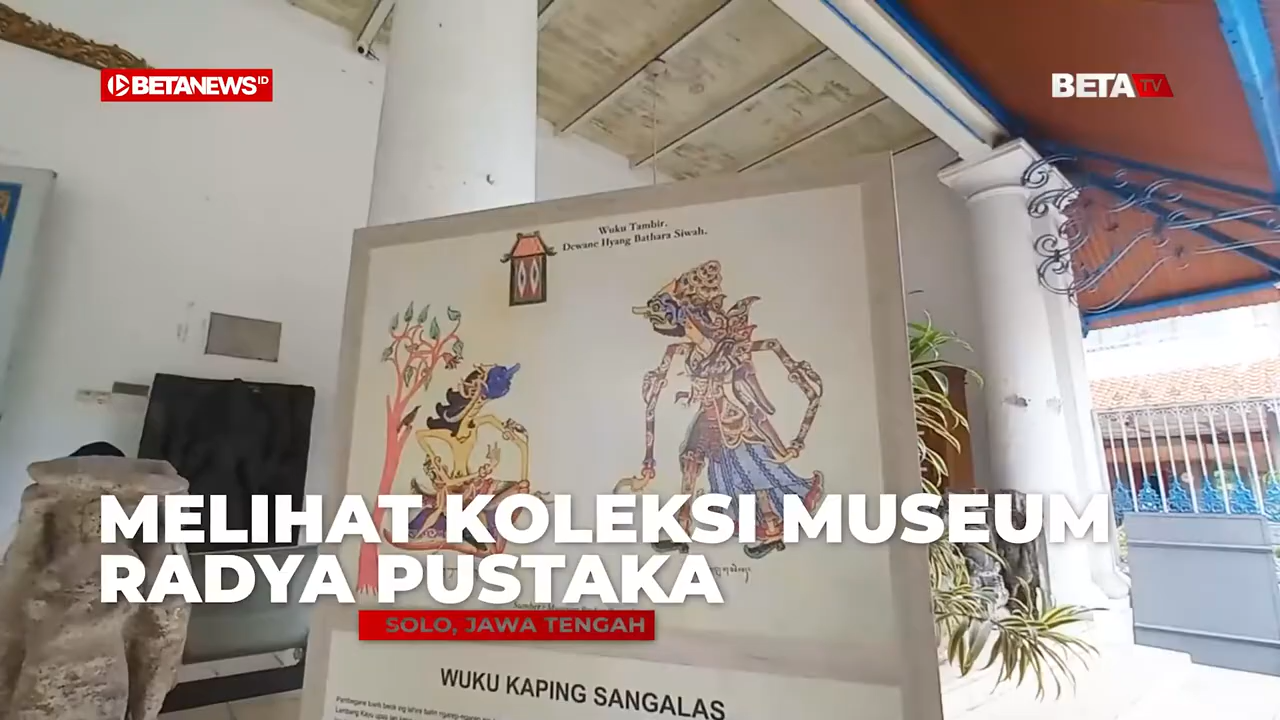 BETANEWS ID
BETA TV
Wuku Tambir.
Dewane Hyang Bathara Siwah.
MELIHAT KOLEKSI MUSEUM
RADYA PUSTAKA
SOLO, JAWA TENGAH
WUKU KAPING SANGALAS